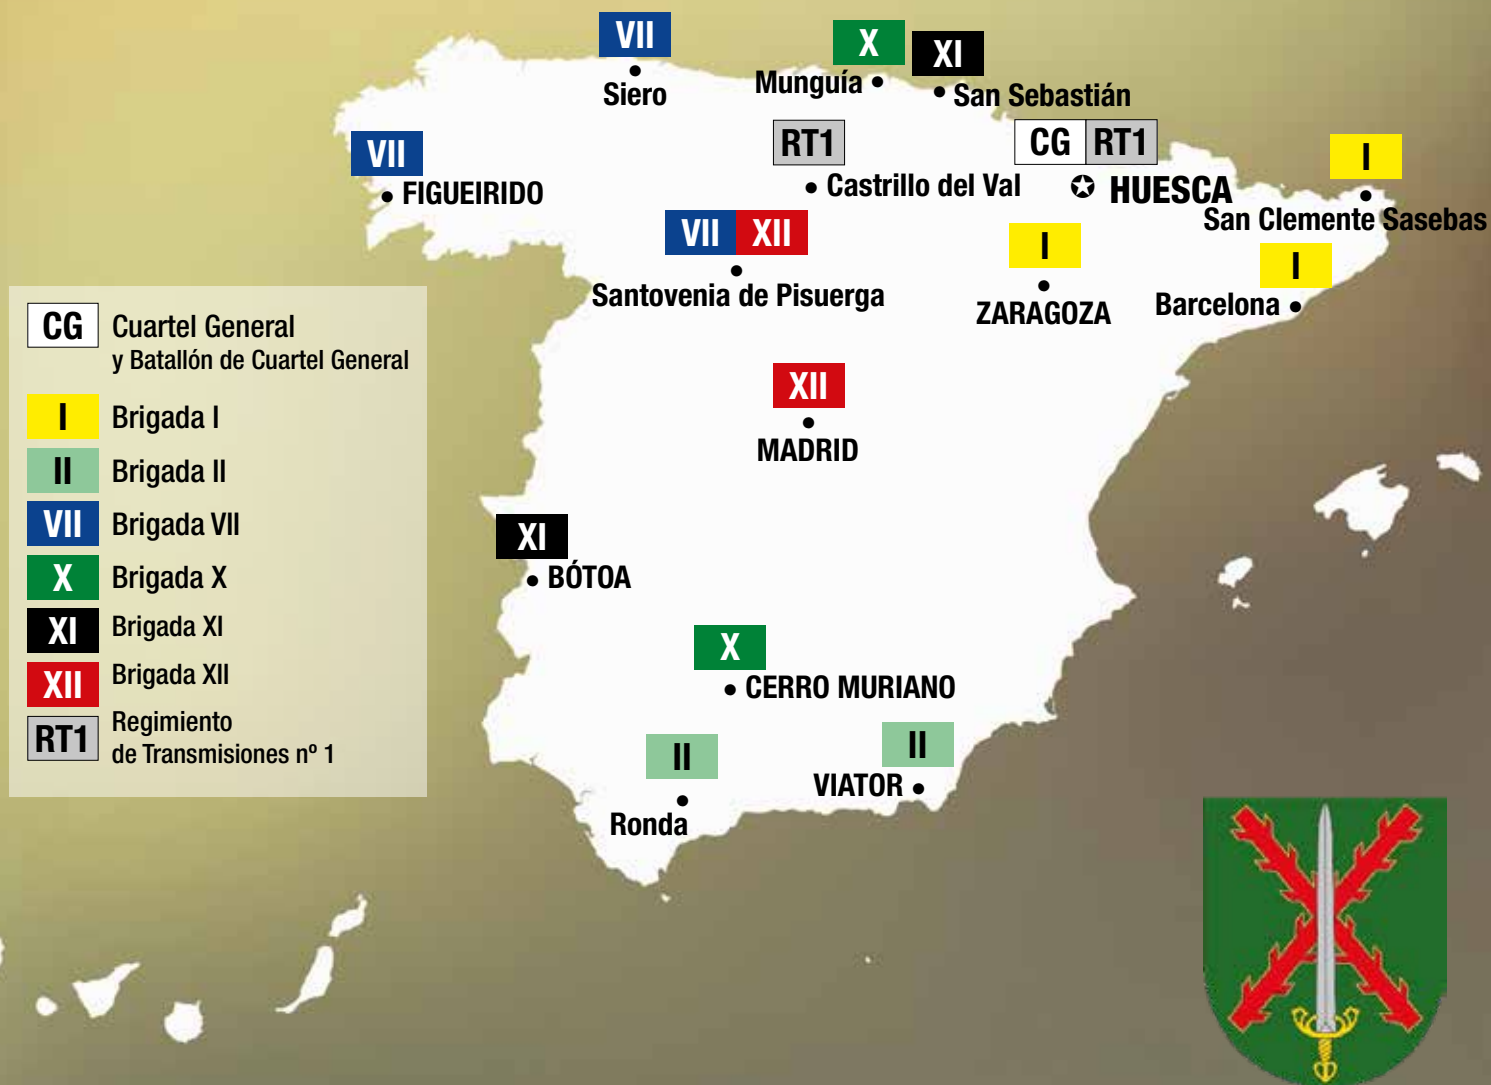 VII
Siero
X
Munguía
XI
San Sebastián
VII
FIGUEIRIDO
RT1
Castrillo del Val
CG RT1
HUESCA
I
San Clemente Sasebas
VII XII
Santovenia de Pisuerga
I
ZARAGOZA
I
Barcelona
CG Cuartel General
y Batallón de Cuartel General
I Brigada I
II Brigada II
VII Brigada VII
X Brigada X
XI Brigada XI
XII Brigada XII
RT1 Regimiento
de Transmisiones nº 1
XII
MADRID
XI
BÓTOA
X
CERRO MURIANO
II
Ronda
II
VIATOR